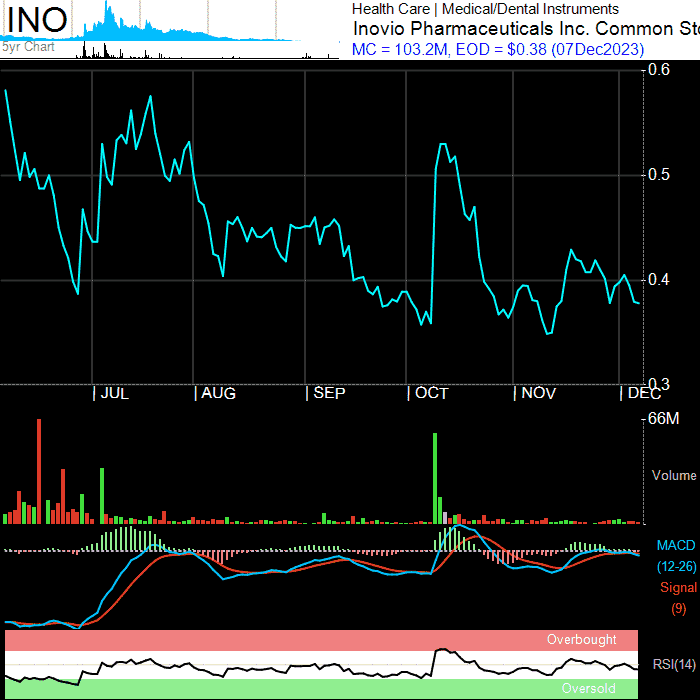 INO
5yr Chart
Health Care | Medical/Dental Instruments
Inovio Pharmaceuticals Inc. Common Sto
MC = 103.2M, EOD = $0.38 (07Dec2023)
0.6
0.5
0.4
0.3
JUL AUG SEP OCT NOV DEC
66M
Volume
MACD
(12-26)
Signal
(9)
Overbought
RSI(14)
Oversold